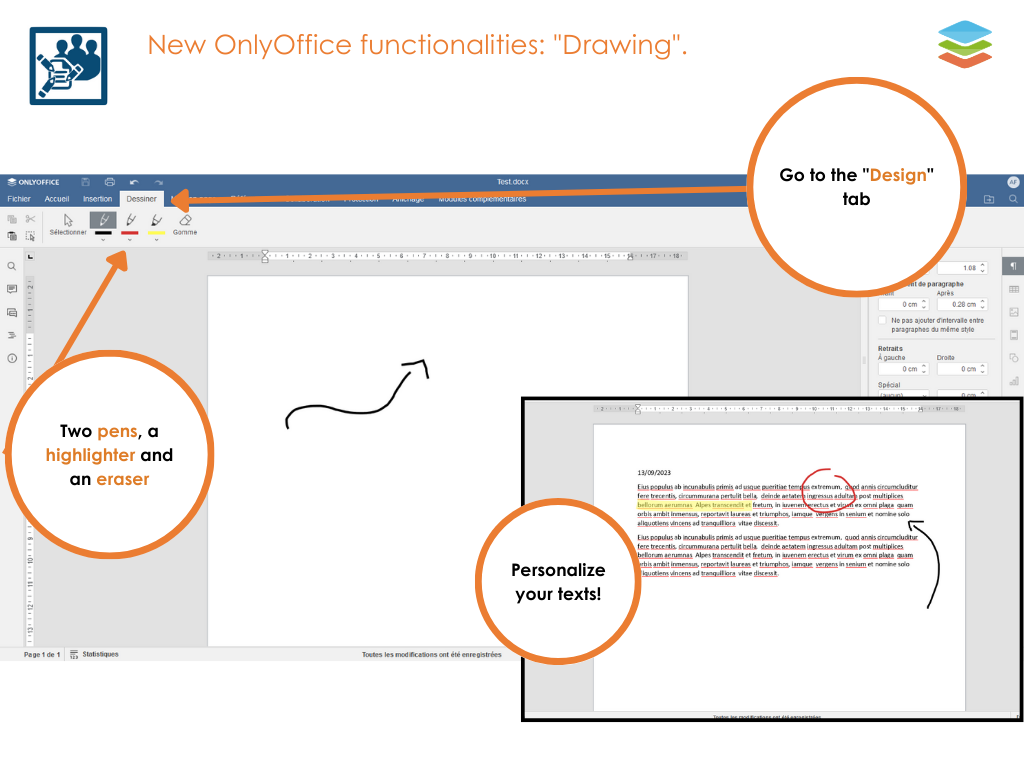 New OnlyOffice functionalities: "Drawing".
Go to the "Design"
tab
ONLYOFFICE
Test.docx
AF
Fichier Accueil Insertion Dessiner
Protection Affichage Modules complémentaires
Sélectionner Gomme
1.08
de paragraphe
Après
0 cm 0.28 cm
Ne pas ajouter d'intervalle entre
paragraphes du même style
Retraits
À gauche Droite
0 cm 0 cm
Spécial
(aucun) 0 cm
Two pens, a
highlighter and
an eraser
Personalize
your texts!
13/09/2023
Eius populus ab incunabulis primis ad usque pueritiae tempus extremum, quod annis circumcluditur
fere trecentis, circummurana pertulit bella, deinde aetatem ingressus adultam post multiplices
bellorum aerumnas Alpes transcendit et fretum, in iuvenem erectus et virum ex omni plaga quam
orbis ambit inmensus, reportavit laureas et triumphos, iamque vergens in senium et nomine solo
aliquotiens vincens ad tranquilliora vitae discessit.
Eius populus ab incunabulis primis ad usque pueritiae tempus extremum, quod annis circumcluditur
fere trecentis, circummurana pertulit bella, deinde aetatem ingressus adultam post multiplices
bellorum aerumnas Alpes transcendit et fretum, in iuvenem erectus et virum ex omni plaga quam
orbis ambit inmensus, reportavit laureas et triumphos, iamque vergens in senium et nomine solo
aliquotiens vincens ad tranquilliora vitae discessit.
Page 1 de 1 Statistiques Toutes les modifications ont été enregistrées
Toutes les modifications ont été enregistrées